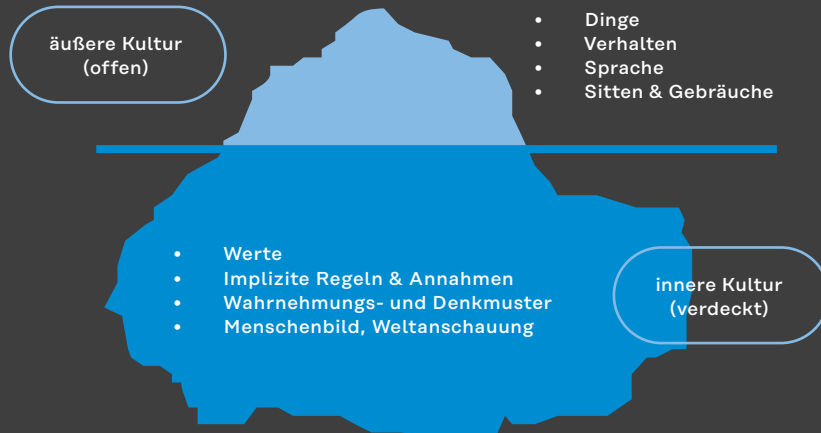 äußere Kultur
(offen)
• Dinge
• Verhalten
• Sprache
• Sitten & Gebräuche
• Werte
• Implizite Regeln & Annahmen
• Wahrnehmungs- und Denkmuster
• Menschenbild, Weltanschauung
innere Kultur
(verdeckt)